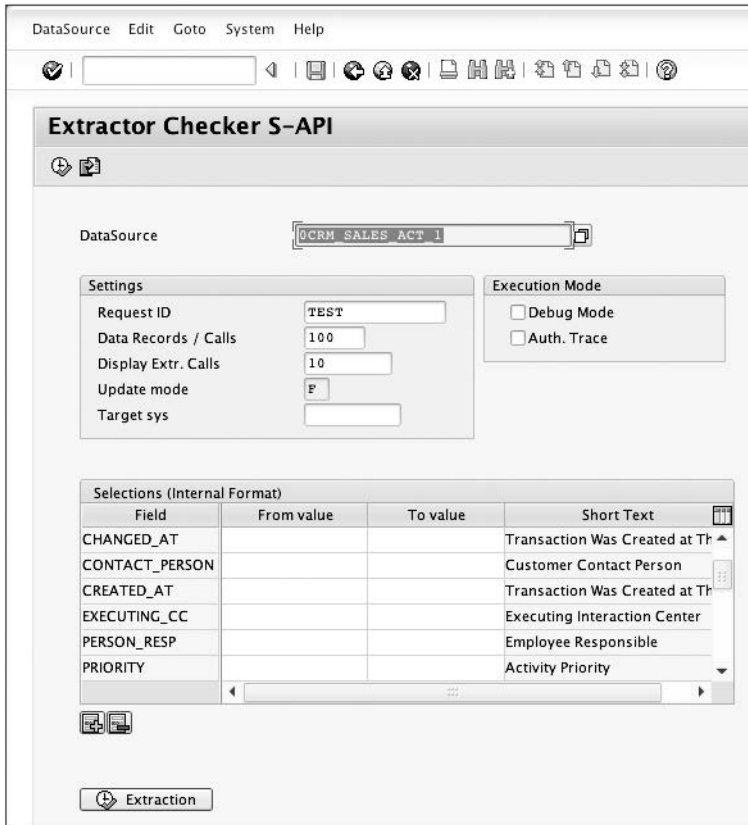 DataSource Edit Goto System Help
Extractor Checker S-API
DataSource 0CRM_SALES_ACT_1
Settings
Execution Mode
Request ID TEST
Debug Mode
Data Records / Calls 100
Auth. Trace
Display Extr. Calls 10
Update mode F
Target sys
Selections (Internal Format)
Field From value To value Short Text
CHANGED_AT Transaction Was Created at Th
CONTACT_PERSON Customer Contact Person
CREATED_AT Transaction Was Created at Th
EXECUTING_CC Executing Interaction Center
PERSON_RESP Employee Responsible
PRIORITY Activity Priority
Extraction